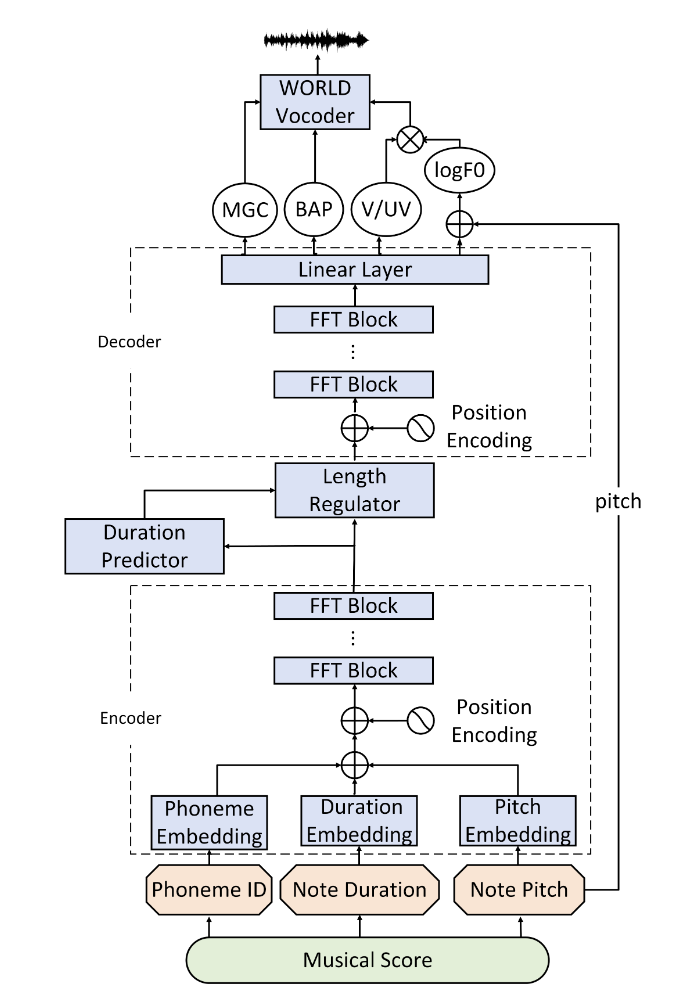 WORLD
Vocoder
logF0
MGC
BAP
V/UV
Linear Layer
FFT Block
Decoder
FFT Block
Position
Encoding
Length
Regulator
pitch
Duration
Predictor
FFT Block
FFT Block
Encoder
Position
Encoding
Phoneme
Embedding
Duration
Embedding
Pitch
Embedding
Phoneme ID
Note Duration
Note Pitch
Musical Score